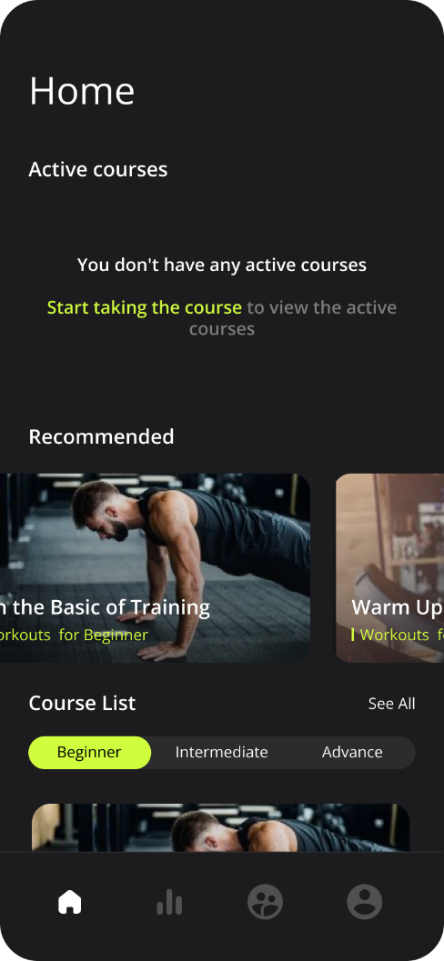 Home
Active courses
You don't have any active courses
Start taking the course to view the active
courses
Recommended
the Basic of Training
for Beginner
Warm Up
Workouts
Course List
See All
Beginner
Intermediate
Advance